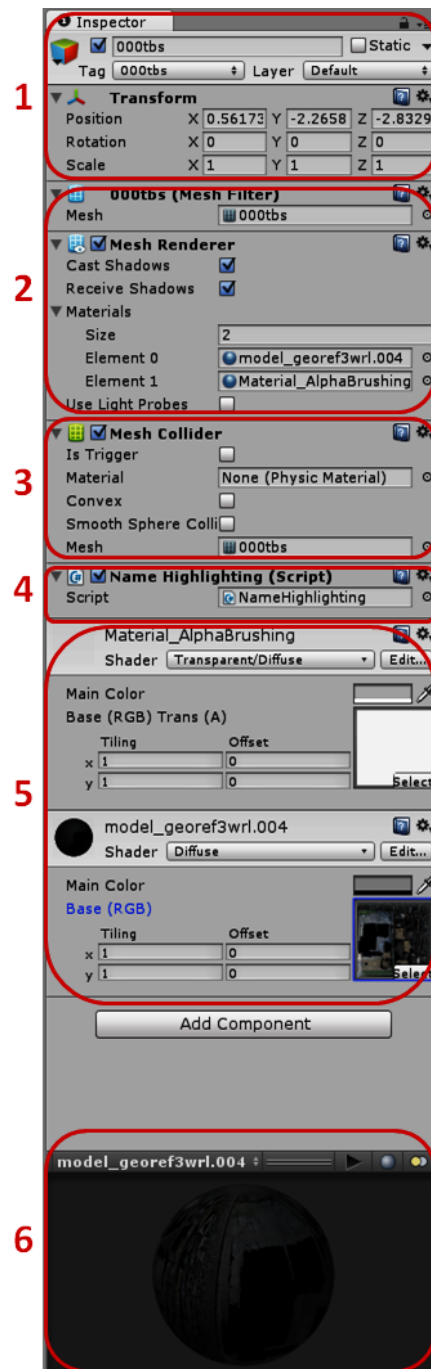 Inspector
000tbs Static
Tag 000tbs Layer Default
1
Transform
Position X 0.56173 Y -2.2658 Z -2.8329
Rotation X 0 Y 0 Z 0
Scale X 1 Y 1 Z 1
000tbs (Mesh Filter)
Mesh 000tbs
Mesh Renderer
Cast Shadows
2
Receive Shadows
Materials
Size 2
Element 0 model_georef3wrl.004
Element 1 Material_AlphaBrushing
Use Light Probes
Mesh Collider
Is Trigger
3
Material None (Physic Material)
Convex
Smooth Sphere Colli
Mesh 000tbs
4
Name Highlighting (Script)
Script NameHighlighting
Material_AlphaBrushing
Shader Transparent/Diffuse Edit...
Main Color
Base (RGB) Trans (A)
Tiling Offset
x 1 0
y 1 0 Select
5
model_georef3wrl.004
Shader Diffuse Edit...
Main Color
Base (RGB)
Tiling Offset
x 1 0
y 1 0 Select
Add Component
model_georef3wrl.004
6